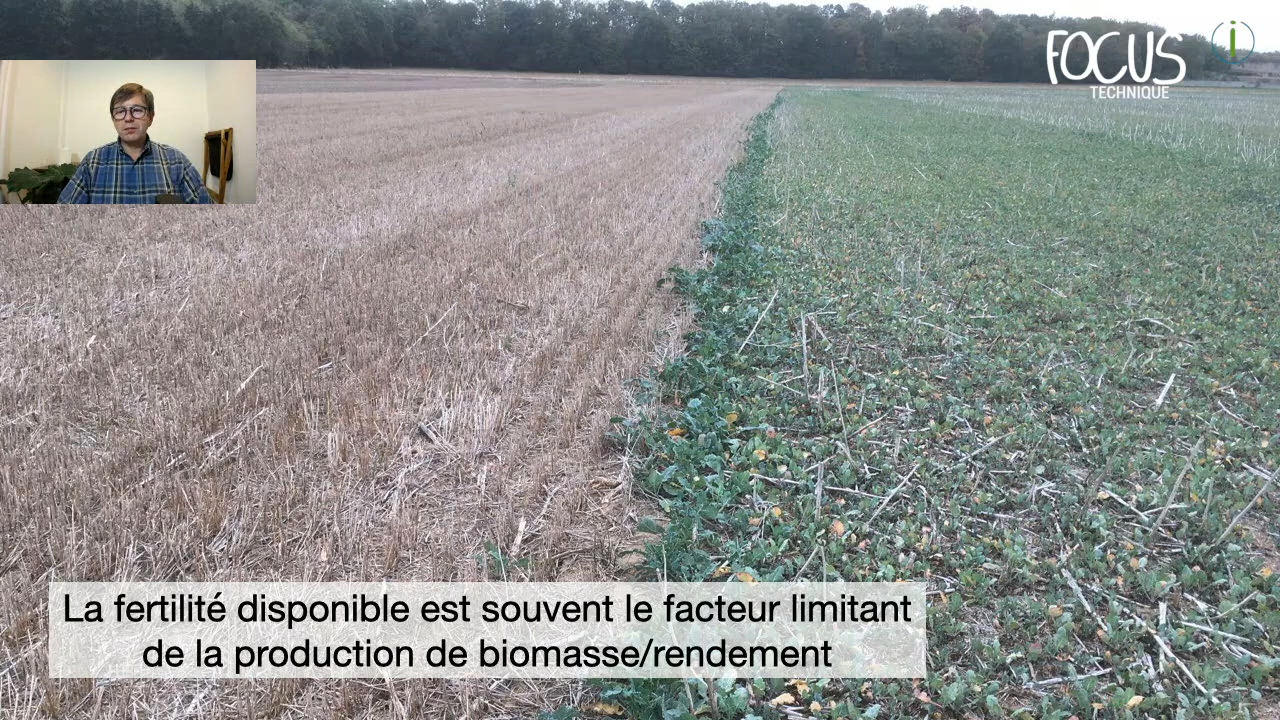 FOCUS
TECHNIQUE
i
La fertilité disponible est souvent le facteur limitant
de la production de biomasse/rendement